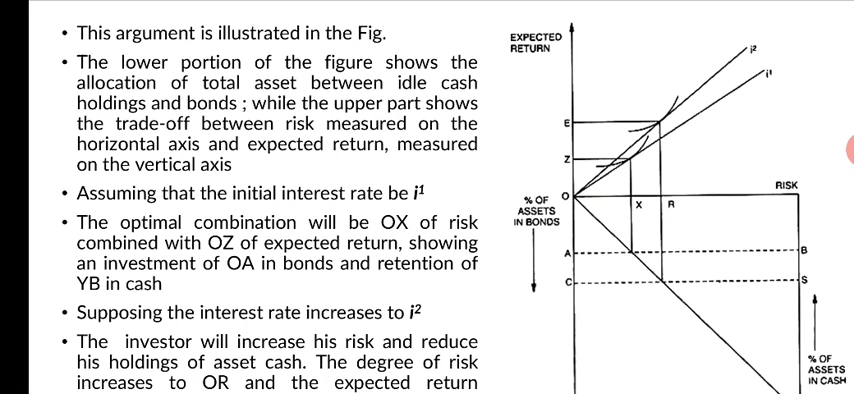 • This argument is illustrated in the Fig.
• The lower portion of the figure shows the
allocation of total asset between idle cash
holdings and bonds ; while the upper part shows
the trade-off between risk measured on the
horizontal axis and expected return, measured
on the vertical axis
• Assuming that the initial interest rate be i¹
• The optimal combination will be OX of risk
combined with OZ of expected return, showing
an investment of OA in bonds and retention of
YB in cash
• Supposing the interest rate increases to i²
• The investor will increase his risk and reduce
his holdings of asset cash. The degree of risk
increases to OR and the expected return
EXPECTED
RETURN
i²
i¹
E
Z
O
RISK
% OF
ASSETS
IN BONDS
X
R
A
B
C
S
% OF
ASSETS
IN CASH